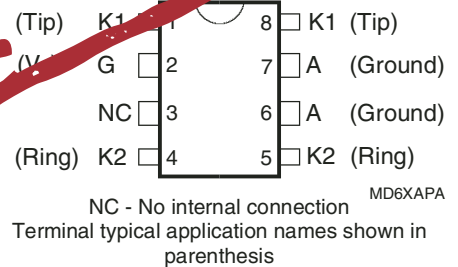 (Tip) K1 1 8 K1 (Tip)
G 2 7 A (Ground)
NC 3 6 A (Ground)
(Ring) K2 4 5 K2 (Ring)
MD6XAPA
NC - No internal connection
Terminal typical application names shown in
parenthesis